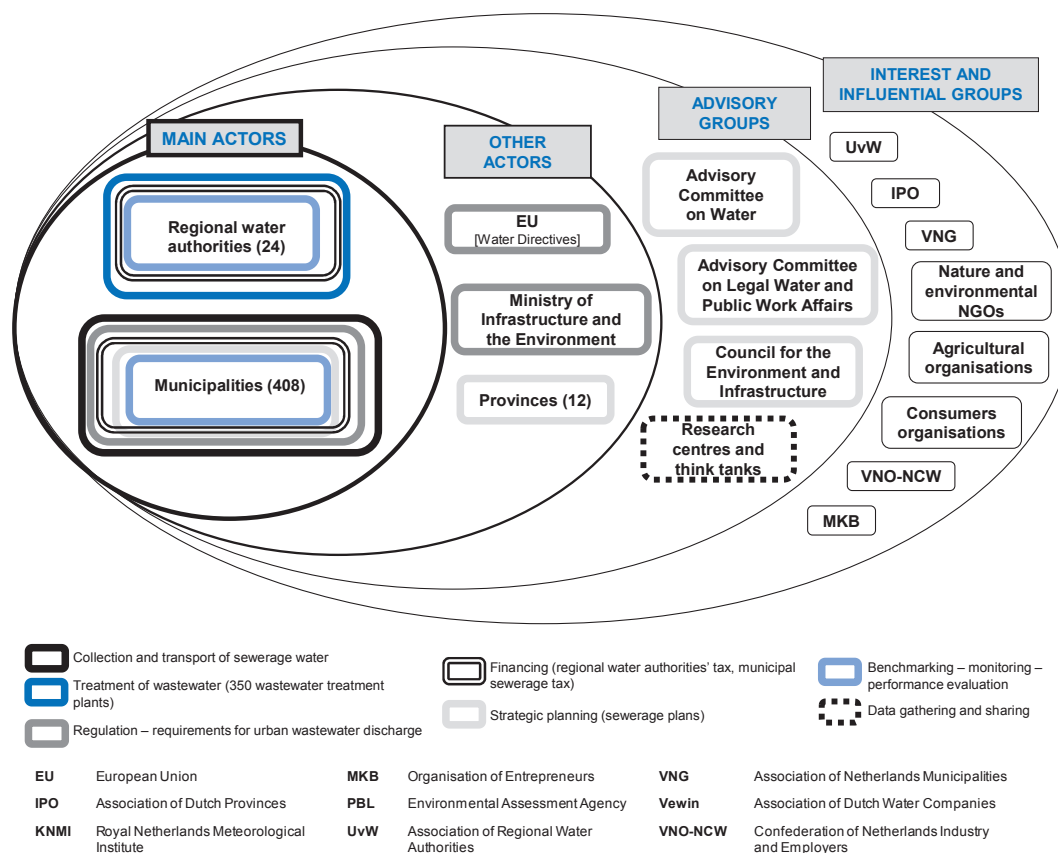 INTEREST AND
INFLUENTIAL GROUPS
ADVISORY
GROUPS
MAIN ACTORS
OTHER
ACTORS
Regional water
authorities (24)
Municipalities (408)
EU
[Water Directives]
Ministry of
Infrastructure and
the Environment
Provinces (12)
Advisory
Committee
on Water
Advisory Committee
on Legal Water and
Public Work Affairs
Council for the
Environment and
Infrastructure
Research
centres and
think tanks
UvW
IPO
VNG
Nature and
environmental
NGOs
Agricultural
organisations
Consumers
organisations
VNO-NCW
MKB
Collection and transport of sewerage water
Treatment of wastewater (350 wastewater treatment
plants)
Regulation – requirements for urban wastewater discharge
Financing (regional water authorities’ tax, municipal
sewerage tax)
Strategic planning (sewerage plans)
Benchmarking – monitoring –
performance evaluation
Data gathering and sharing
EU European Union
IPO Association of Dutch Provinces
KNMI Royal Netherlands Meteorological
Institute
MKB Organisation of Entrepreneurs
PBL Environmental Assessment Agency
UvW Association of Regional Water
Authorities
VNG Association of Netherlands Municipalities
Vewin Association of Dutch Water Companies
VNO-NCW Confederation of Netherlands Industry
and Employers